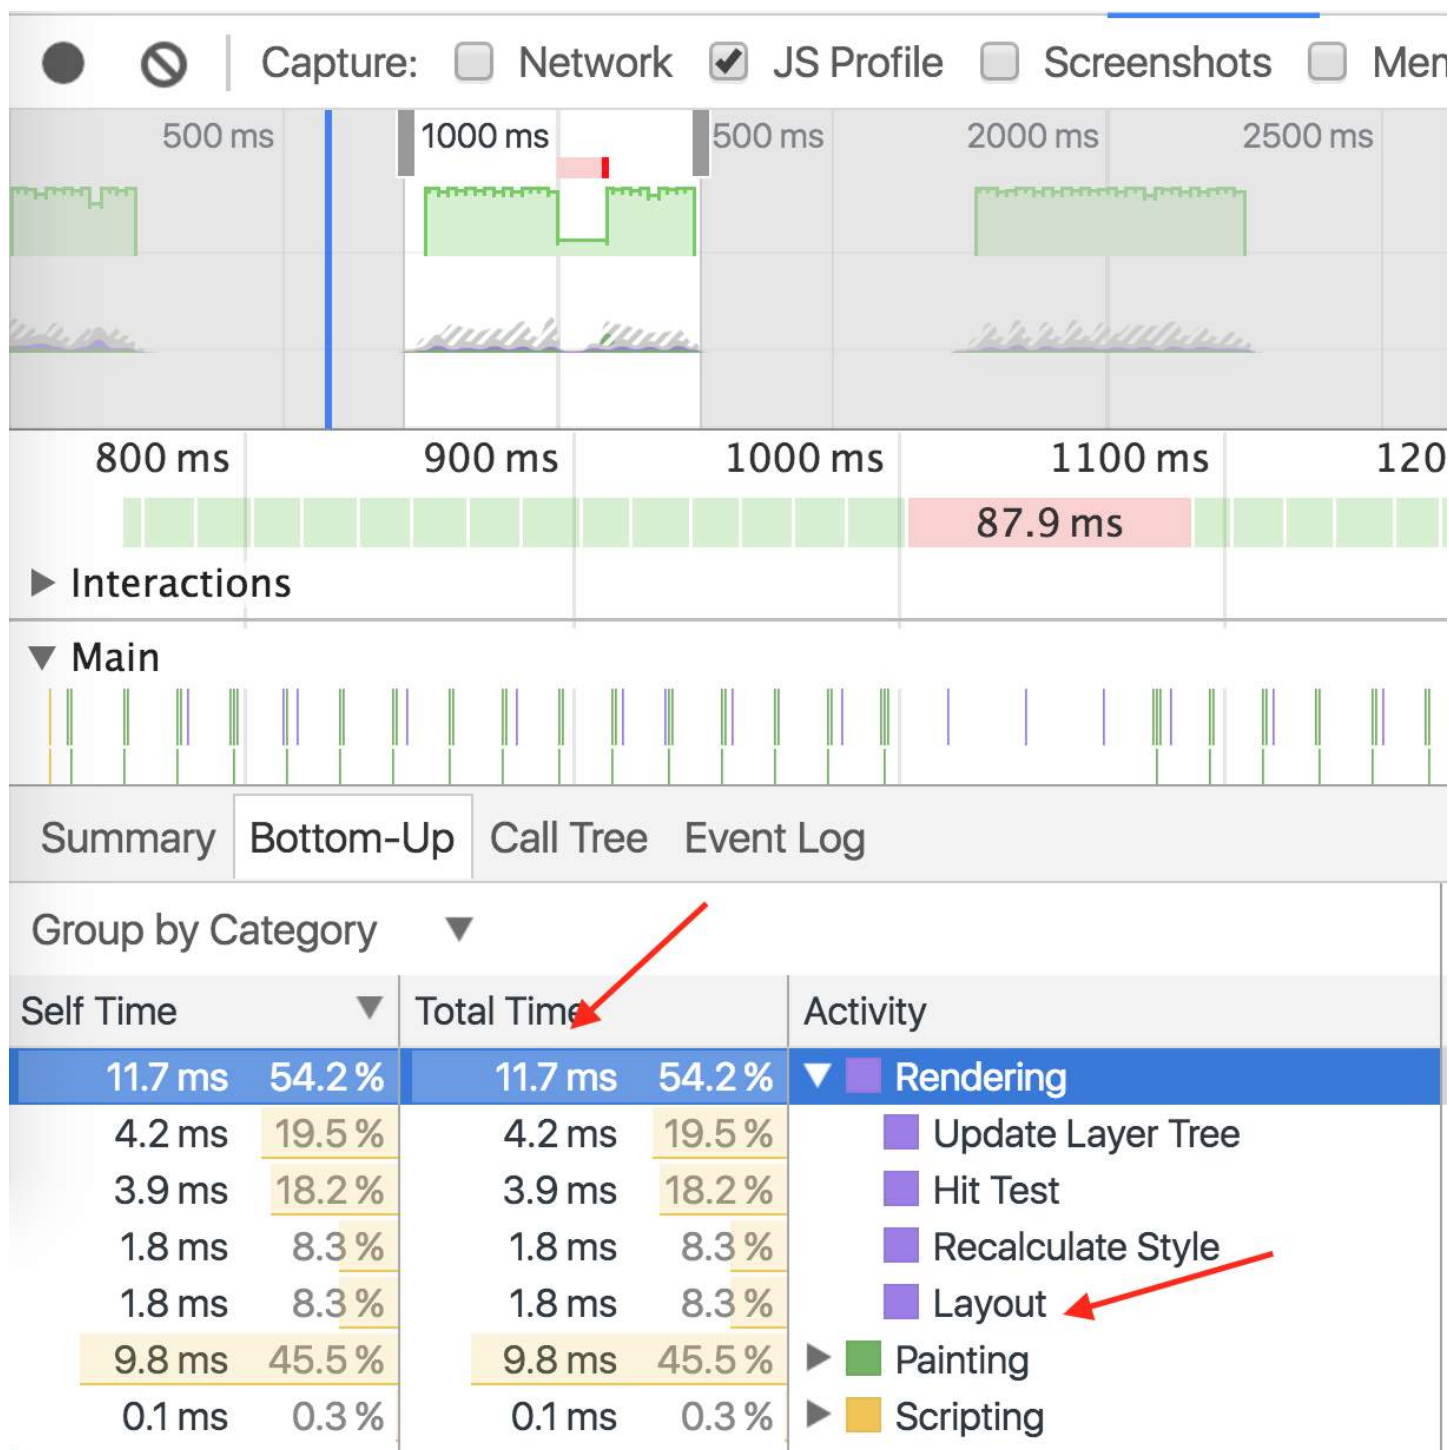 Capture: Network JS Profile Screenshots
500 ms 1000 ms 500 ms 2000 ms 2500 ms
800 ms 900 ms 1000 ms 1100 ms 120
87.9 ms
Interactions
Main
Summary Bottom-Up Call Tree Event Log
Group by Category
Self Time Total Time Activity
11.7 ms 54.2 % 11.7 ms 54.2 % Rendering
4.2 ms 19.5 % 4.2 ms 19.5 % Update Layer Tree
3.9 ms 18.2 % 3.9 ms 18.2 % Hit Test
1.8 ms 8.3 % 1.8 ms 8.3 % Recalculate Style
1.8 ms 8.3 % 1.8 ms 8.3 % Layout
9.8 ms 45.5 % 9.8 ms 45.5 % Painting
0.1 ms 0.3 % 0.1 ms 0.3 % Scripting